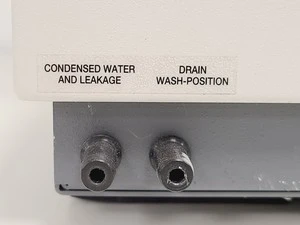 CONDENSED WATER
AND LEAKAGE
DRAIN
WASH-POSITION